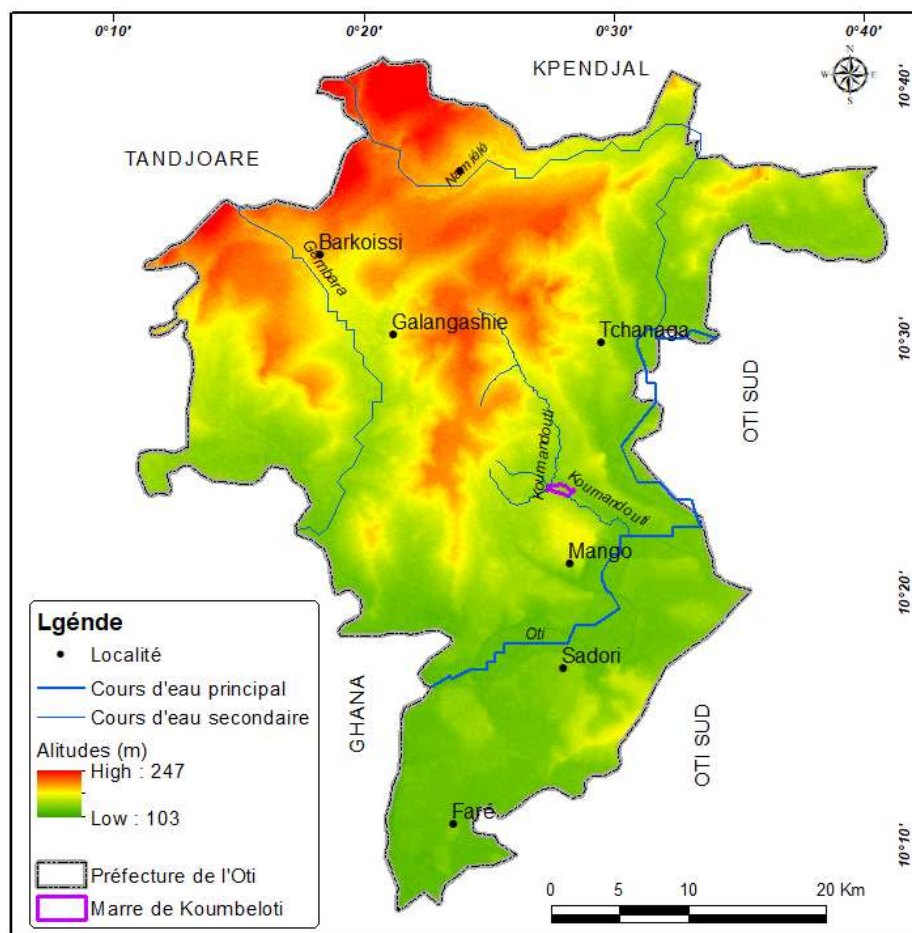 0°10' 0°20' 0°30' 0°40'
KPENDJAL
N
W E
S
10°40'
TANDJOARE
Namiélé
Barkoissi
Gambara
Galangashie
Tchanaga
10°30'
OTI SUD
Koumandouti
Koumandouti
Mango
10°20'
Oti
Sadori
GHANA
OTI SUD
Faré
10°10'
Lgénde
Localité
Cours d'eau principal
Cours d'eau secondaire
Altitudes (m)
High : 247
Low : 103
Préfecture de l'Oti
Marre de Koumbeloti
0 5 10 20 Km